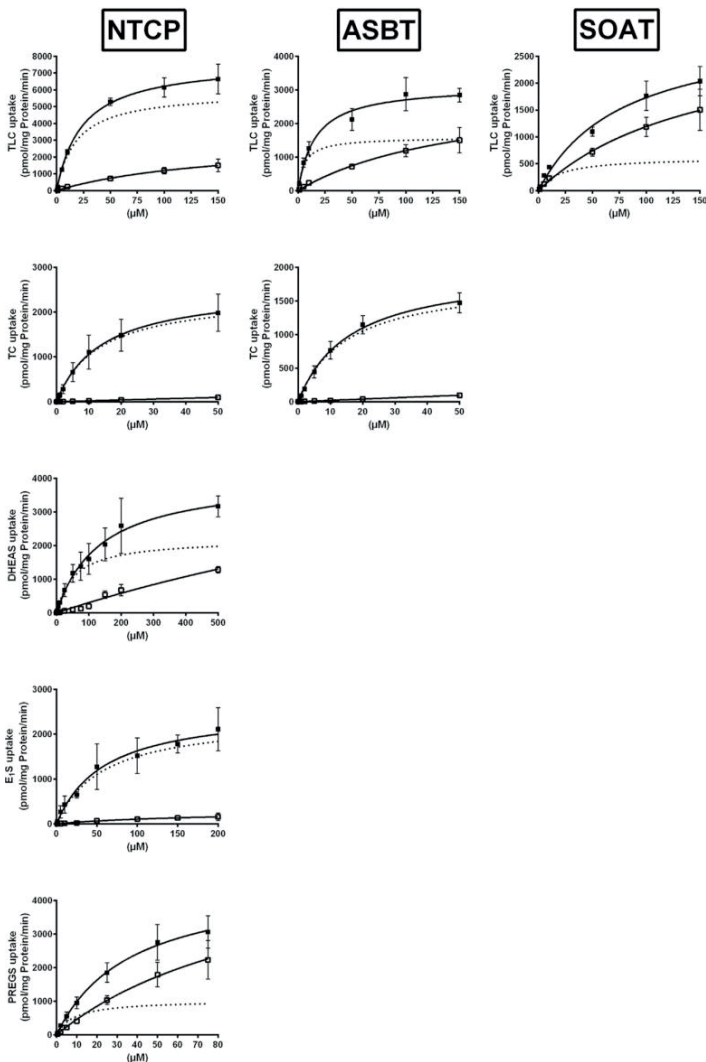 NTCP
ASBT
SOAT
TLC uptake
(pmol/mg Protein/min)
8000
7000
6000
5000
4000
3000
2000
1000
0
0 25 50 75 100 125 150
(µM)
TLC uptake
(pmol/mg Protein/min)
4000
3000
2000
1000
0
0 25 50 75 100 125 150
(µM)
TLC uptake
(pmol/mg Protein/min)
2500
2000
1500
1000
500
0
0 25 50 75 100 125 150
(µM)
TC uptake
(pmol/mg Protein/min)
3000
2000
1000
0
0 10 20 30 40 50
(µM)
TC uptake
(pmol/mg Protein/min)
2000
1500
1000
500
0
0 10 20 30 40 50
(µM)
DHEAS uptake
(pmol/mg Protein/min)
4000
3000
2000
1000
0
0 100 200 300 400 500
(µM)
E₁S uptake
(pmol/mg Protein/min)
3000
2000
1000
0
0 50 100 150 200
(µM)
PREGS uptake
(pmol/mg Protein/min)
4000
3000
2000
1000
0
0 10 20 30 40 50 60 70 80
(µM)